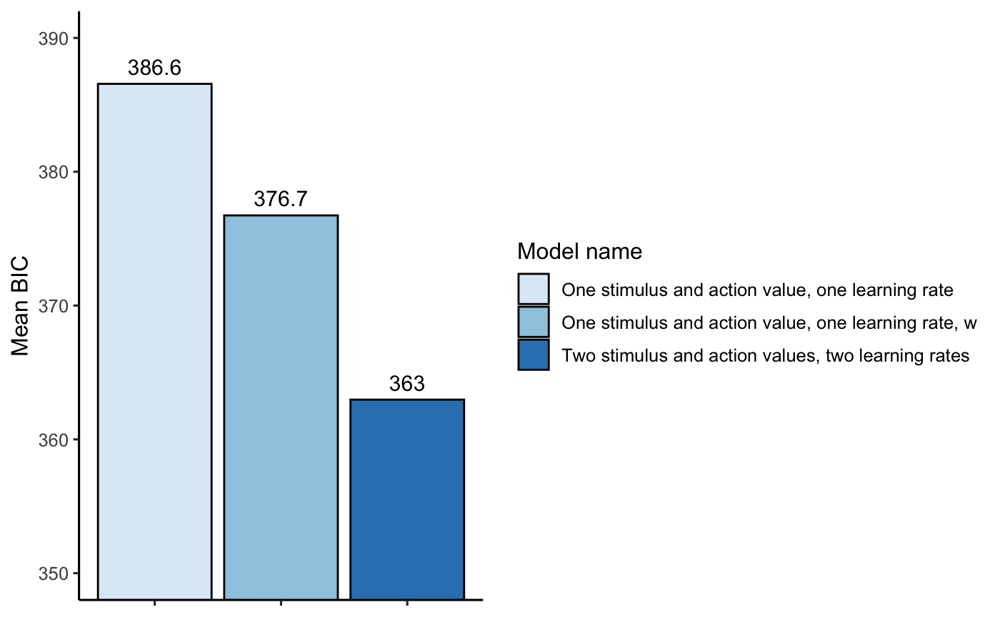 390
386.6
380
376.7
Mean BIC
370
363
360
350
Model name
One stimulus and action value, one learning rate
One stimulus and action value, one learning rate, w
Two stimulus and action values, two learning rates